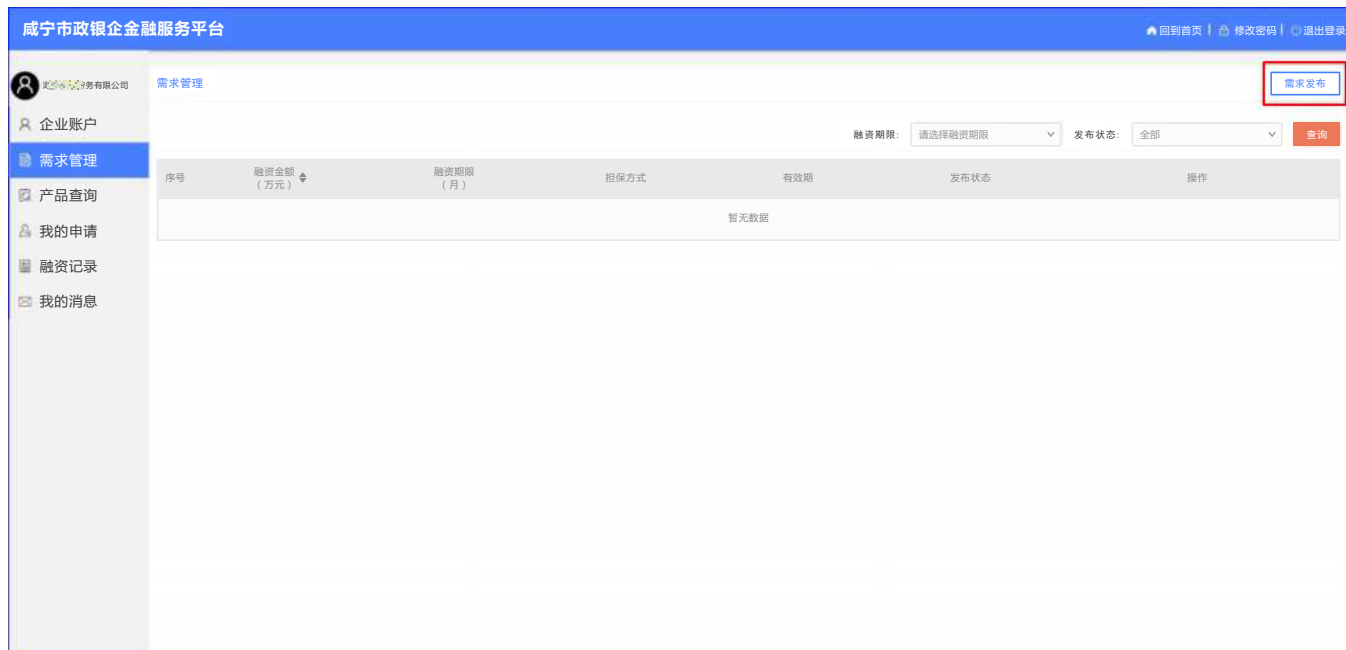 咸宁市政银企金融服务平台
回到首页 | 修改密码 | 退出登录
务有限公司
需求管理
需求发布
企业账户
融资期限: 请选择融资期限 发布状态: 全部 查询
需求管理
序号 融资金额（万元） 融资期限（月） 担保方式 有效期 发布状态 操作
产品查询
暂无数据
我的申请
融资记录
我的消息